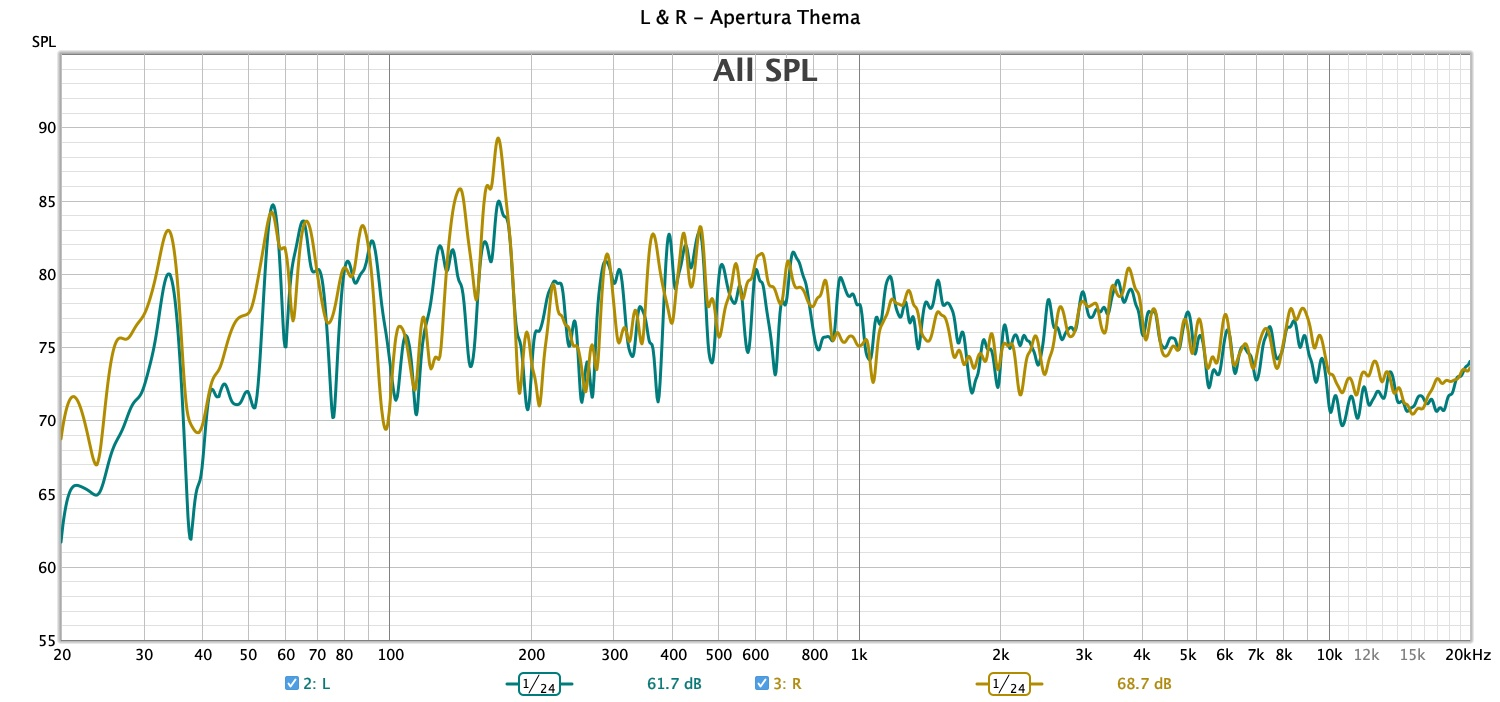 L & R – Apertura Thema
SPL
All SPL
90
85
80
75
70
65
60
55
20 30 40 50 60 70 80 100 200 300 400 500 600 800 1k 2k 3k 4k 5k 6k 7k 8k 10k 12k 15k 20kHz
2: L 1/24 61.7 dB 3: R 1/24 68.7 dB